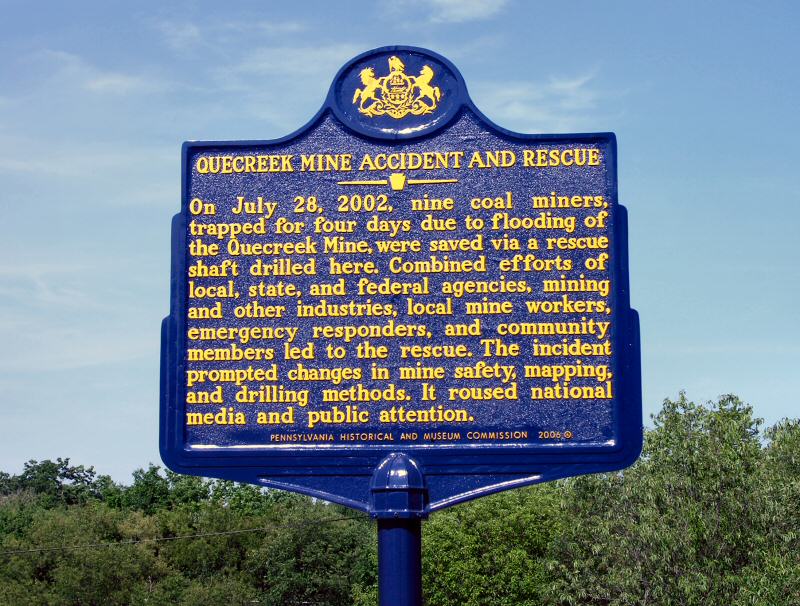 QUECREEK MINE ACCIDENT AND RESCUE
On July 28, 2002, nine coal miners,
trapped for four days due to flooding of
the Quecreek Mine, were saved via a rescue
shaft drilled here. Combined efforts of
local, state, and federal agencies, mining
and other industries, local mine workers,
emergency responders, and community
members led to the rescue. The incident
prompted changes in mine safety, mapping,
and drilling methods. It roused national
media and public attention.
PENNSYLVANIA HISTORICAL AND MUSEUM COMMISSION 2006 ©